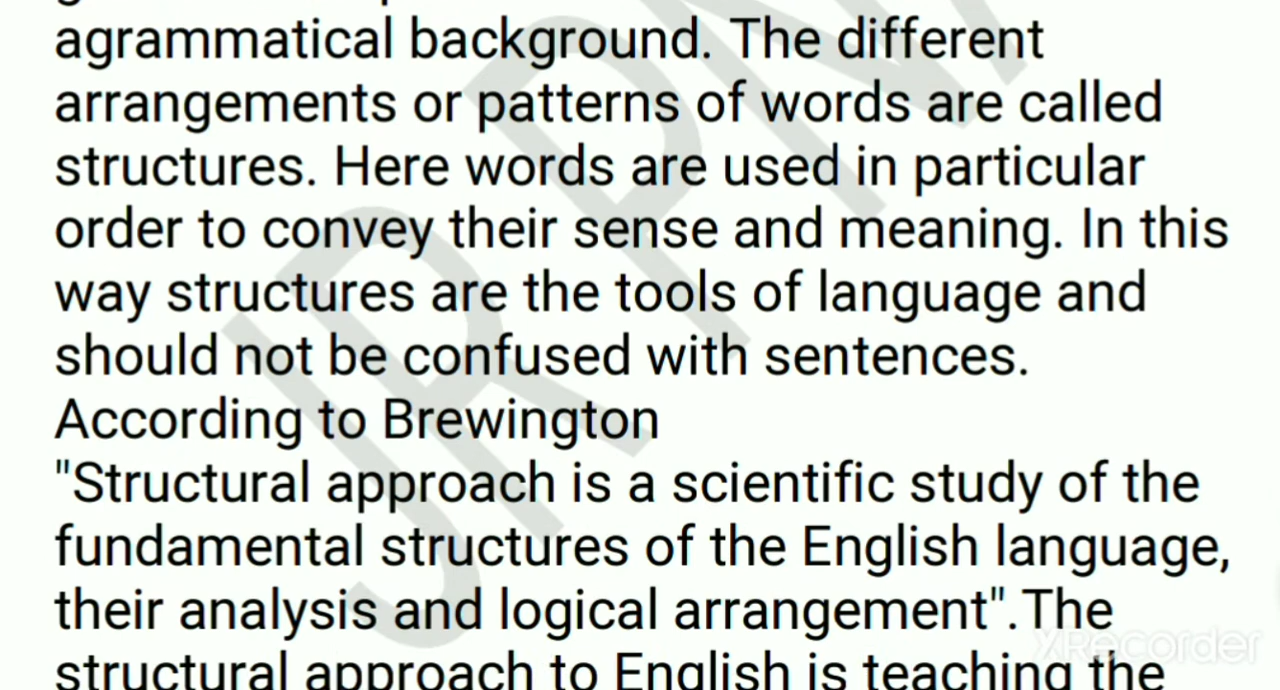 agrammatical background. The different
arrangements or patterns of words are called
structures. Here words are used in particular
order to convey their sense and meaning. In this
way structures are the tools of language and
should not be confused with sentences.
According to Brewington
"Structural approach is a scientific study of the
fundamental structures of the English language,
their analysis and logical arrangement".The
structural approach to English is teaching the
XRecorder